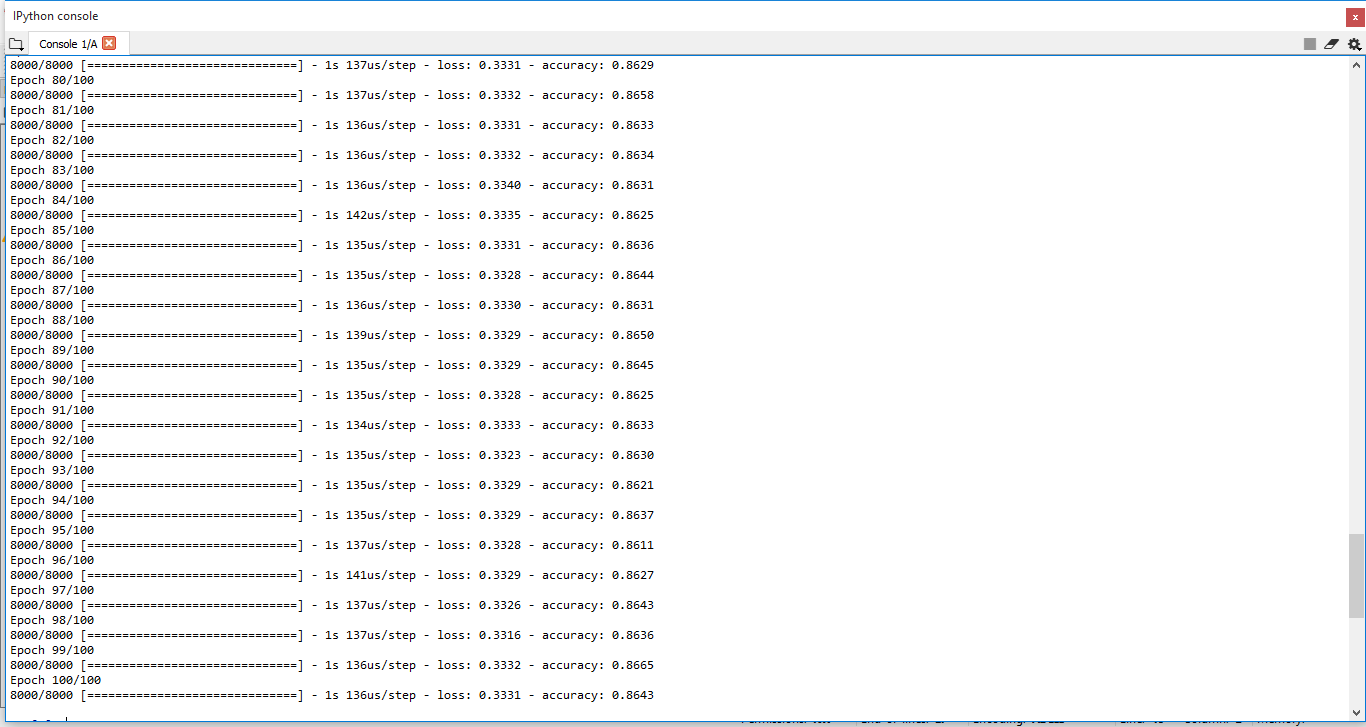 IPython console
Console 1/A
8000/8000 [==============================] - 1s 137us/step - loss: 0.3331 - accuracy: 0.8629
Epoch 80/100
8000/8000 [==============================] - 1s 137us/step - loss: 0.3332 - accuracy: 0.8658
Epoch 81/100
8000/8000 [==============================] - 1s 136us/step - loss: 0.3331 - accuracy: 0.8633
Epoch 82/100
8000/8000 [==============================] - 1s 136us/step - loss: 0.3332 - accuracy: 0.8634
Epoch 83/100
8000/8000 [==============================] - 1s 136us/step - loss: 0.3340 - accuracy: 0.8631
Epoch 84/100
8000/8000 [==============================] - 1s 142us/step - loss: 0.3335 - accuracy: 0.8625
Epoch 85/100
8000/8000 [==============================] - 1s 135us/step - loss: 0.3331 - accuracy: 0.8636
Epoch 86/100
8000/8000 [==============================] - 1s 135us/step - loss: 0.3328 - accuracy: 0.8644
Epoch 87/100
8000/8000 [==============================] - 1s 136us/step - loss: 0.3330 - accuracy: 0.8631
Epoch 88/100
8000/8000 [==============================] - 1s 139us/step - loss: 0.3329 - accuracy: 0.8650
Epoch 89/100
8000/8000 [==============================] - 1s 135us/step - loss: 0.3329 - accuracy: 0.8645
Epoch 90/100
8000/8000 [==============================] - 1s 135us/step - loss: 0.3328 - accuracy: 0.8625
Epoch 91/100
8000/8000 [==============================] - 1s 134us/step - loss: 0.3333 - accuracy: 0.8633
Epoch 92/100
8000/8000 [==============================] - 1s 135us/step - loss: 0.3323 - accuracy: 0.8630
Epoch 93/100
8000/8000 [==============================] - 1s 135us/step - loss: 0.3329 - accuracy: 0.8621
Epoch 94/100
8000/8000 [==============================] - 1s 135us/step - loss: 0.3329 - accuracy: 0.8637
Epoch 95/100
8000/8000 [==============================] - 1s 137us/step - loss: 0.3328 - accuracy: 0.8611
Epoch 96/100
8000/8000 [==============================] - 1s 141us/step - loss: 0.3329 - accuracy: 0.8627
Epoch 97/100
8000/8000 [==============================] - 1s 137us/step - loss: 0.3326 - accuracy: 0.8643
Epoch 98/100
8000/8000 [==============================] - 1s 137us/step - loss: 0.3316 - accuracy: 0.8636
Epoch 99/100
8000/8000 [==============================] - 1s 136us/step - loss: 0.3332 - accuracy: 0.8665
Epoch 100/100
8000/8000 [==============================] - 1s 136us/step - loss: 0.3331 - accuracy: 0.8643